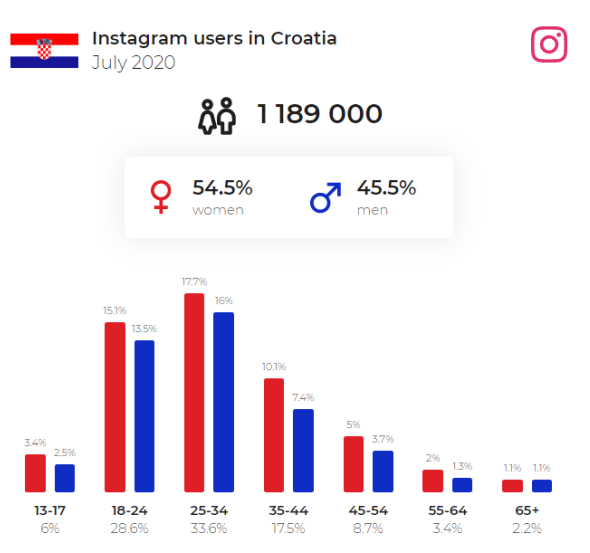 Instagram users in Croatia
July 2020
1 189 000
54.5% 45.5%
women men
17.7%
16%
15.1%
13.5%
10.1%
7.4%
5%
3.7%
3.4%
2.5%
2%
1.3%
1.1% 1.1%
13-17 18-24 25-34 35-44 45-54 55-64 65+
6% 28.6% 33.6% 17.5% 8.7% 3.4% 2.2%